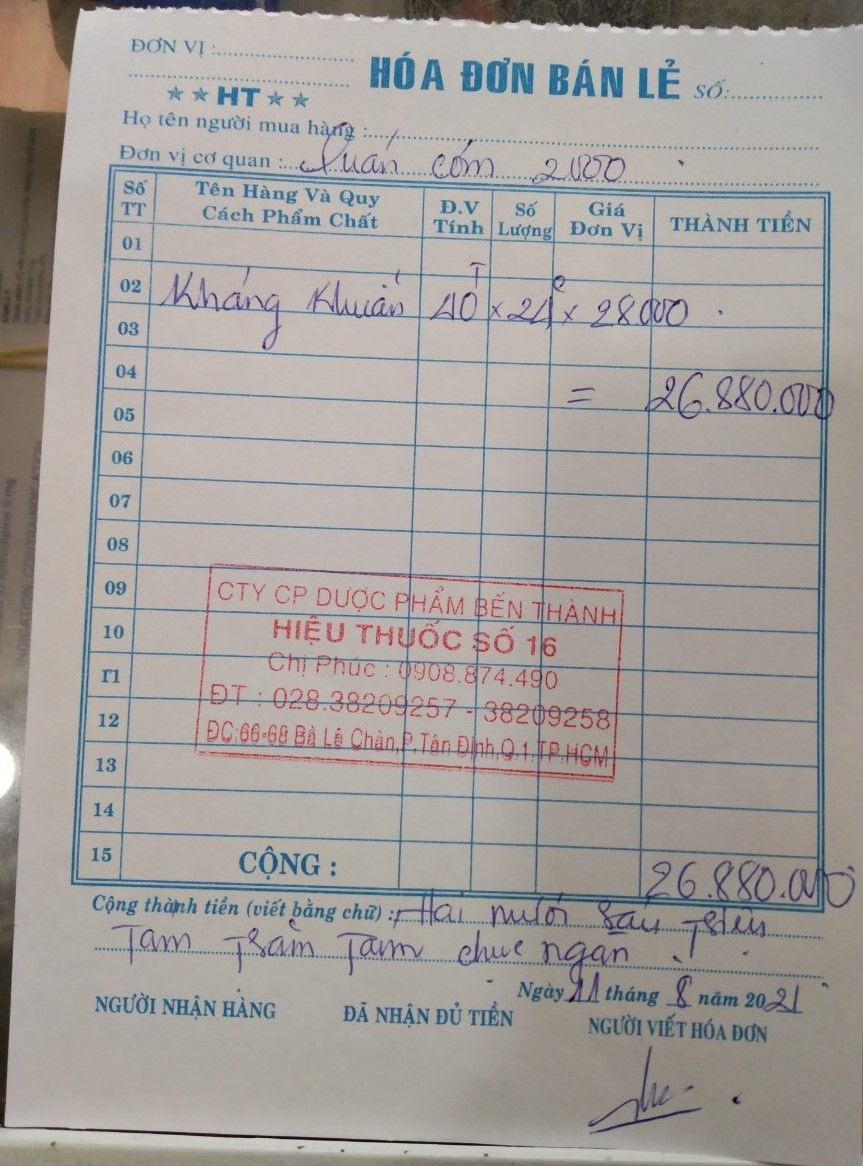 ĐƠN VỊ :
HÓA ĐƠN BÁN LẺ SỐ:
★ ★ HT ★ ★
Họ tên người mua hàng :
Đơn vị cơ quan : Quán cơm 2000
Số TT
Tên Hàng Và Quy Cách Phẩm Chất
Đ.V Tính
Số Lượng
Giá Đơn Vị
THÀNH TIỀN
01
02 Kháng Khuẩn 40T × 24c × 28000
03
04 = 26.880.000
05
06
07
08
09
10
11
12
13
14
15 CỘNG : 26.880.000
CTY CP DƯỢC PHẨM BẾN THÀNH
HIỆU THUỐC SỐ 16
Chị Phúc : 0908.874.490
ĐT : 028.38209257 - 38209258
ĐC:66-68 Bà Lê Chân,P.Tân Định,Q.1,TP.HCM
Cộng thành tiền (viết bằng chữ) : Hai mươi sáu triệu
Tám trăm Tám chục ngàn
Ngày 11 tháng 8 năm 2021
NGƯỜI NHẬN HÀNG
ĐÃ NHẬN ĐỦ TIỀN
NGƯỜI VIẾT HÓA ĐƠN
INDICATION